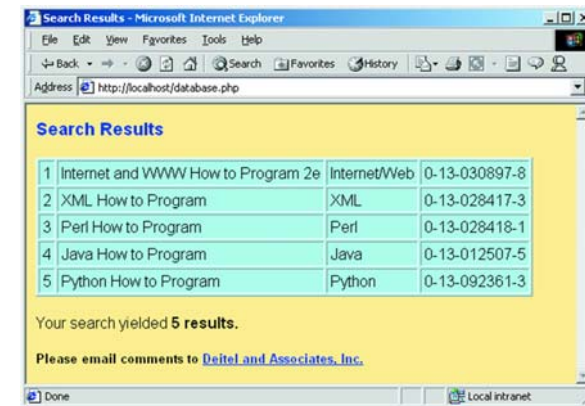 Search Results - Microsoft Internet Explorer
File Edit View Favorites Tools Help
Back Search Favorites History
Address http://localhost/database.php
Search Results
1 Internet and WWW How to Program 2e Internet/Web 0-13-030897-8
2 XML How to Program XML 0-13-028417-3
3 Perl How to Program Perl 0-13-028418-1
4 Java How to Program Java 0-13-012507-5
5 Python How to Program Python 0-13-092361-3
Your search yielded 5 results.
Please email comments to Deitel and Associates, Inc.
Done Local intranet